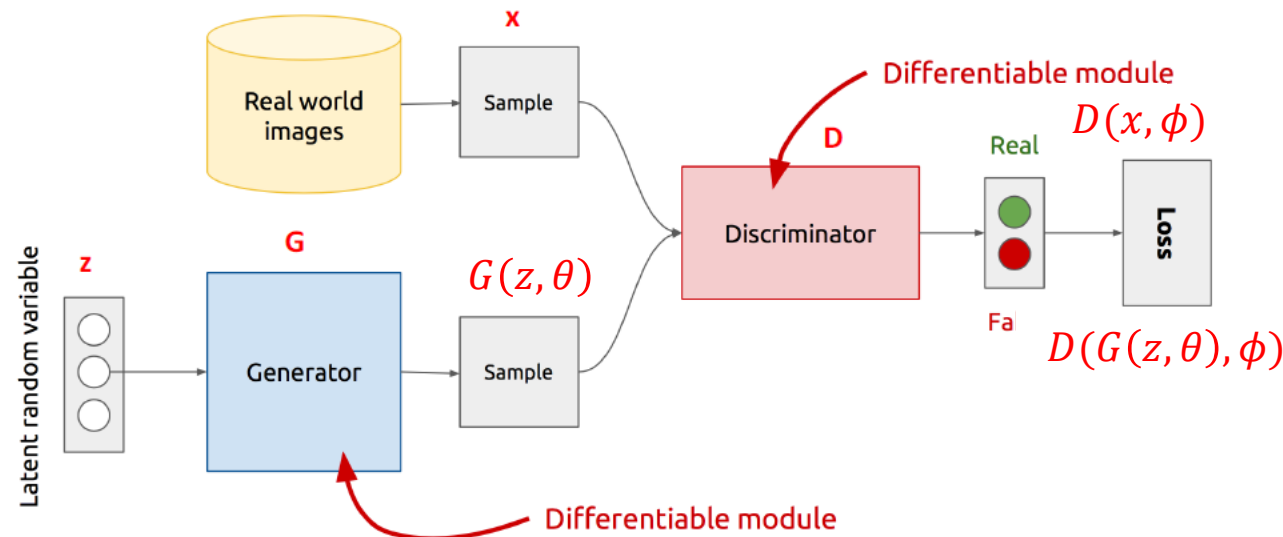 x
Differentiable module
Real world
images
Sample
D
D(x, ϕ)
Real
Discriminator
Loss
G
z
G(z, θ)
Fa
D(G(z, θ), ϕ)
Latent random variable
Generator
Sample
Differentiable module